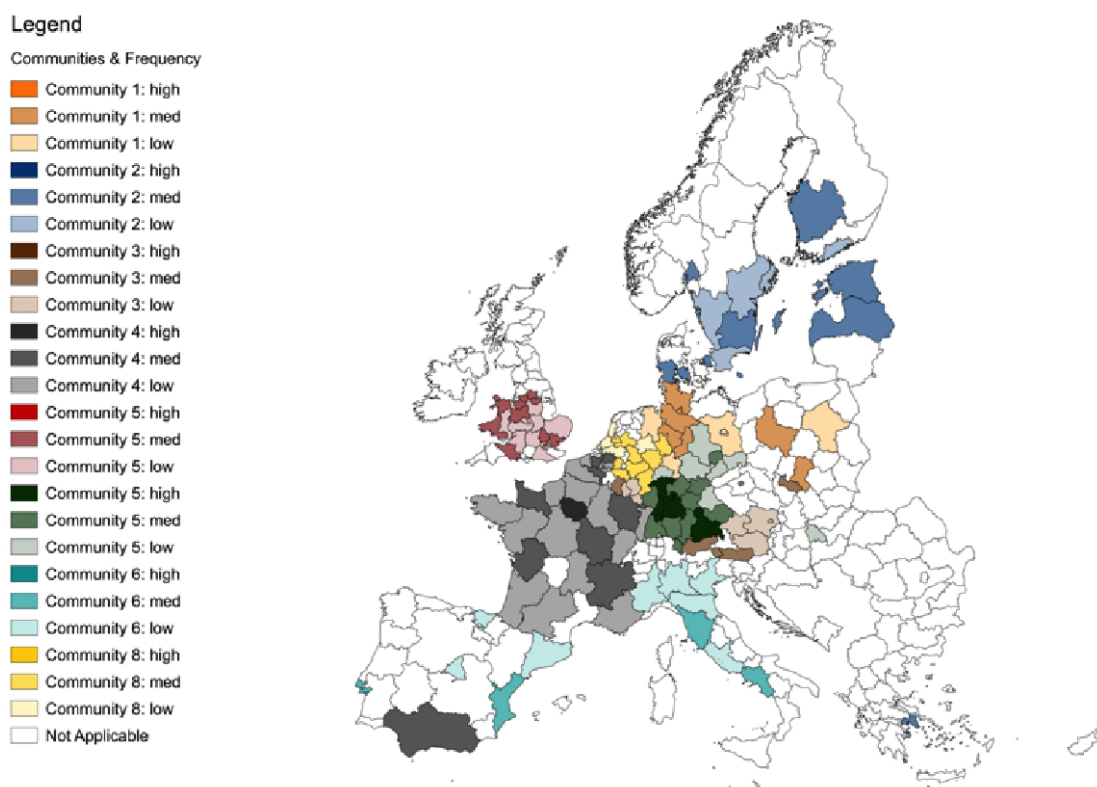 Legend
Communities & Frequency
Community 1: high
Community 1: med
Community 1: low
Community 2: high
Community 2: med
Community 2: low
Community 3: high
Community 3: med
Community 3: low
Community 4: high
Community 4: med
Community 4: low
Community 5: high
Community 5: med
Community 5: low
Community 5: high
Community 5: med
Community 5: low
Community 6: high
Community 6: med
Community 6: low
Community 8: high
Community 8: med
Community 8: low
Not Applicable